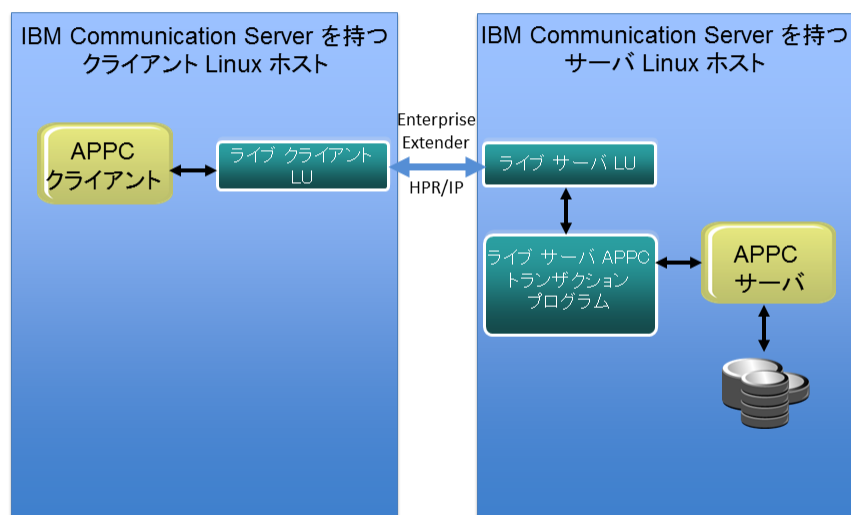 IBM Communication Server を持つ
クライアント Linux ホスト
APPC
クライアント
ライブ クライアント
LU
Enterprise
Extender
HPR/IP
IBM Communication Server を持つ
サーバ Linux ホスト
ライブ サーバ LU
ライブ サーバ APPC
トランザクション
プログラム
APPC
サーバ